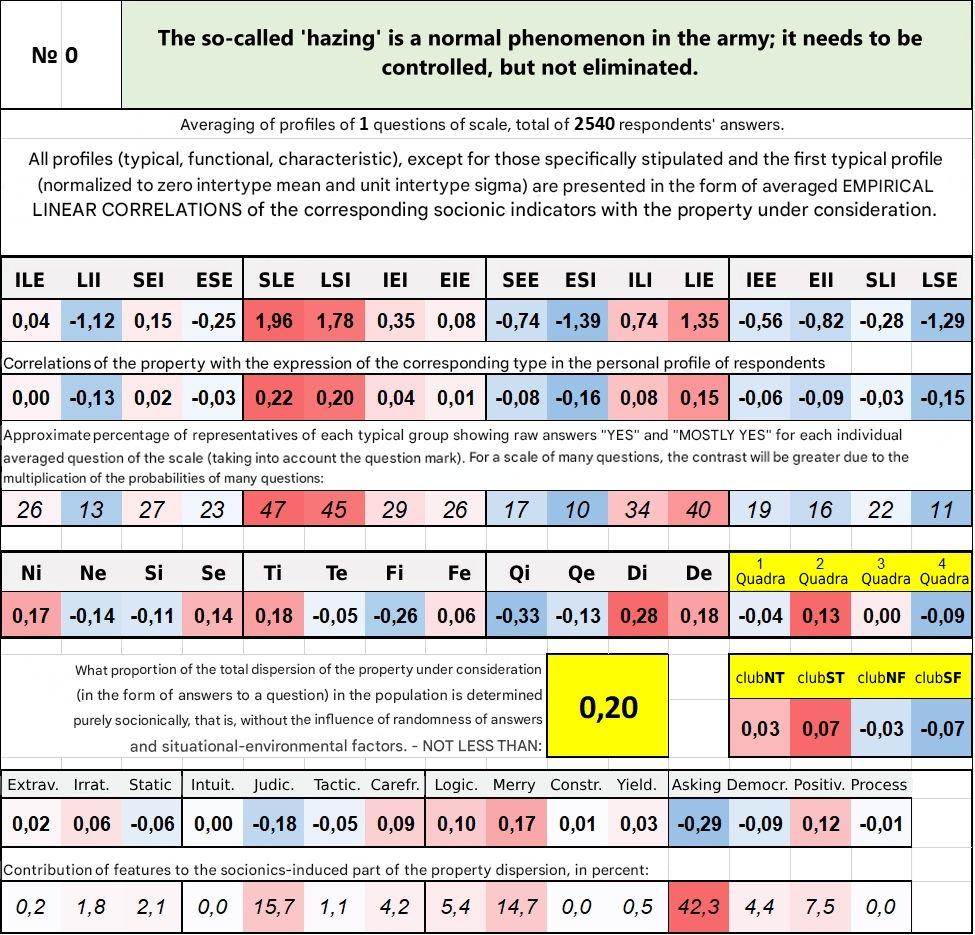 № 0
The so-called 'hazing' is a normal phenomenon in the army; it needs to be
controlled, but not eliminated.
Averaging of profiles of 1 questions of scale, total of 2540 respondents' answers.
All profiles (typical, functional, characteristic), except for those specifically stipulated and the first typical profile
(normalized to zero intertype mean and unit intertype sigma) are presented in the form of averaged EMPIRICAL
LINEAR CORRELATIONS of the corresponding socionic indicators with the property under consideration.
ILE LII SEI ESE SLE LSI IEI EIE SEE ESI ILI LIE IEE EII SLI LSE
0,04 -1,12 0,15 -0,25 1,96 1,78 0,35 0,08 -0,74 -1,39 0,74 1,35 -0,56 -0,82 -0,28 -1,29
Correlations of the property with the expression of the corresponding type in the personal profile of respondents
0,00 -0,13 0,02 -0,03 0,22 0,20 0,04 0,01 -0,08 -0,16 0,08 0,15 -0,06 -0,09 -0,03 -0,15
Approximate percentage of representatives of each typical group showing raw answers "YES" and "MOSTLY YES" for each individual
averaged question of the scale (taking into account the question mark). For a scale of many questions, the contrast will be greater due to the
multiplication of the probabilities of many questions:
26 13 27 23 47 45 29 26 17 10 34 40 19 16 22 11
Ni Ne Si Se Ti Te Fi Fe Qi Qe Di De 1 Quadra 2 Quadra 3 Quadra 4 Quadra
0,17 -0,14 -0,11 0,14 0,18 -0,05 -0,26 0,06 -0,33 -0,13 0,28 0,18 -0,04 0,13 0,00 -0,09
What proportion of the total dispersion of the property under consideration
(in the form of answers to a question) in the population is determined
purely socionically, that is, without the influence of randomness of answers
and situational-environmental factors. - NOT LESS THAN:
0,20
clubNT clubST clubNF clubSF
0,03 0,07 -0,03 -0,07
Extrav. Irrat. Static Intuit. Judic. Tactic. Carefr. Logic. Merry Constr. Yield. Asking Democr. Positiv. Process
0,02 0,06 -0,06 0,00 -0,18 -0,05 0,09 0,10 0,17 0,01 0,03 -0,29 -0,09 0,12 -0,01
Contribution of features to the socionics-induced part of the property dispersion, in percent:
0,2 1,8 2,1 0,0 15,7 1,1 4,2 5,4 14,7 0,0 0,5 42,3 4,4 7,5 0,0